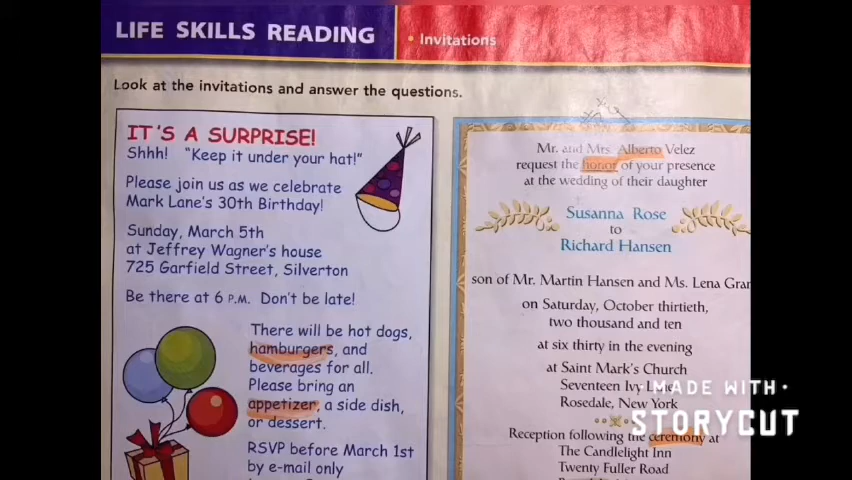 LIFE SKILLS READING
• Invitations
Look at the invitations and answer the questions.
IT'S A SURPRISE!
Shhh! "Keep it under your hat!"
Please join us as we celebrate
Mark Lane's 30th Birthday!
Sunday, March 5th
at Jeffrey Wagner's house
725 Garfield Street, Silverton
Be there at 6 P.M. Don't be late!
There will be hot dogs,
hamburgers, and
beverages for all.
Please bring an
appetizer, a side dish,
or dessert.
RSVP before March 1st
by e-mail only
Mr. and Mrs. Alberto Velez
request the honor of your presence
at the wedding of their daughter
Susanna Rose
to
Richard Hansen
son of Mr. Martin Hansen and Ms. Lena Gran
on Saturday, October thirtieth,
two thousand and ten
at six thirty in the evening
at Saint Mark's Church
Seventeen Ivy
Rosedale, New York
Reception following the ceremony at
The Candlelight Inn
Twenty Fuller Road
MADE WITH
STORYCUT